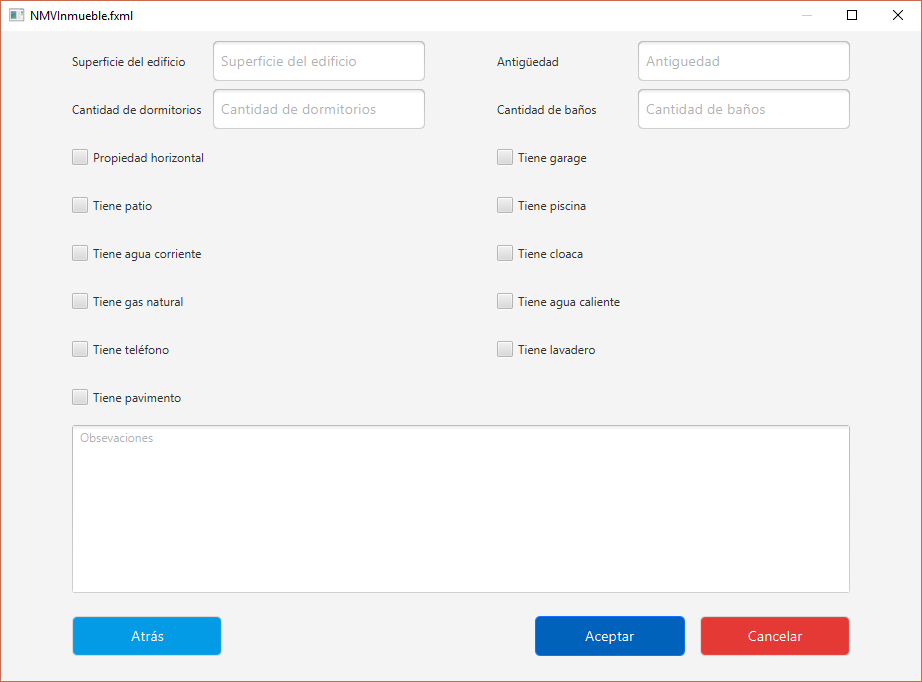 NMVInmueble.fxml
Superficie del edificio Superficie del edificio Antigüedad Antiguedad
Cantidad de dormitorios Cantidad de dormitorios Cantidad de baños Cantidad de baños
Propiedad horizontal Tiene garage
Tiene patio Tiene piscina
Tiene agua corriente Tiene cloaca
Tiene gas natural Tiene agua caliente
Tiene teléfono Tiene lavadero
Tiene pavimento
Obsevaciones
Atrás Aceptar Cancelar